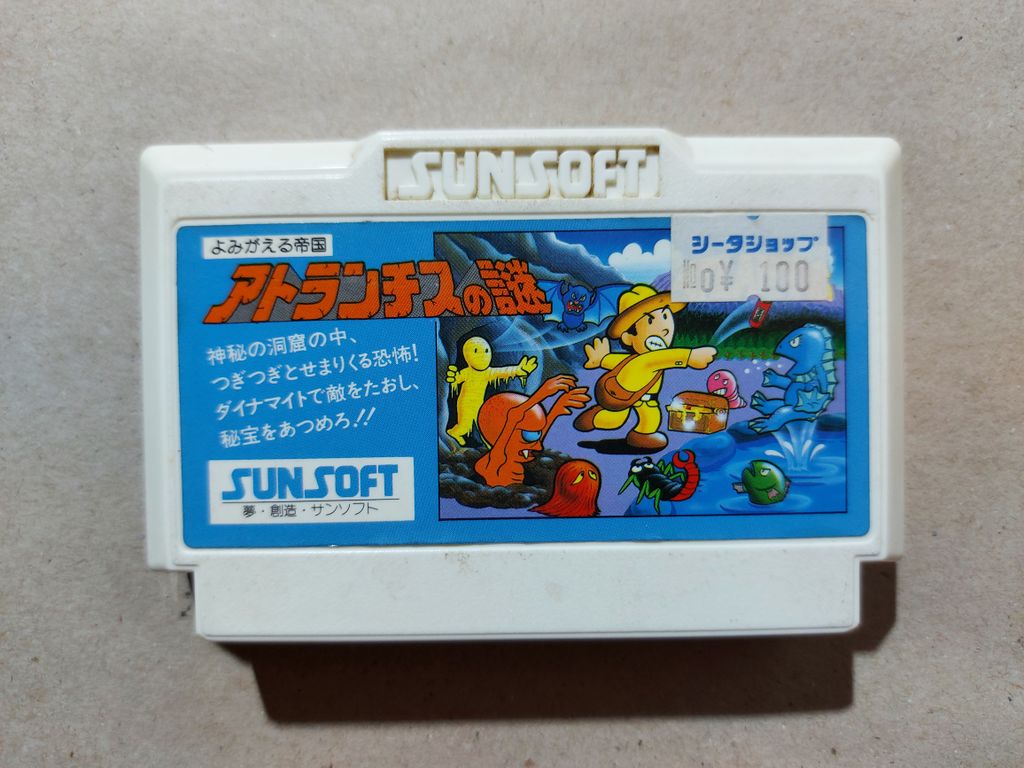 SUNSOFT
よみがえる帝国
アトランチスの謎
神秘の洞窟の中、
つぎつぎとせまりくる恐怖!
ダイナマイトで敵をたおし、
秘宝をあつめろ!!
SUNSOFT
夢・創造・サンソフト
シータショップ
№0¥ 100